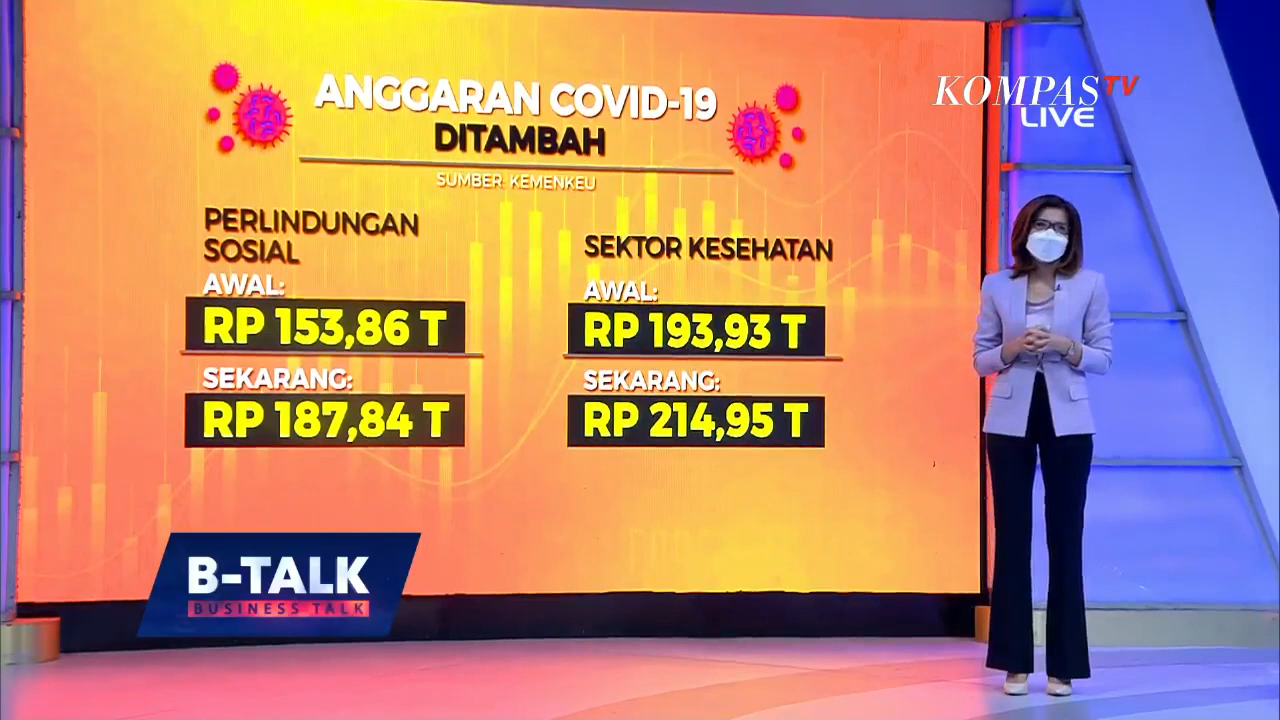 ANGGARAN COVID-19
DITAMBAH
SUMBER: KEMENKEU
KOMPASTV
LIVE
PERLINDUNGAN
SOSIAL
AWAL:
RP 153,86 T
SEKARANG:
RP 187,84 T
SEKTOR KESEHATAN
AWAL:
RP 193,93 T
SEKARANG:
RP 214,95 T
B-TALK
BUSINESS TALK